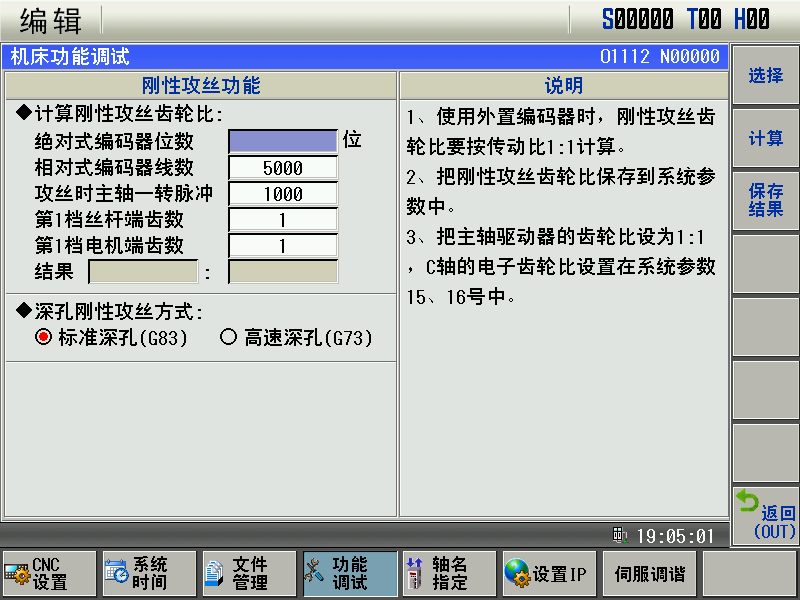 编辑
S00000 T00 H00
机床功能调试
O1112 N00000
刚性攻丝功能
◆计算刚性攻丝齿轮比:
绝对式编码器位数 位
相对式编码器线数 5000
攻丝时主轴一转脉冲 1000
第1档丝杆端齿数 1
第1档电机端齿数 1
结果 :
◆深孔刚性攻丝方式:
标准深孔(G83) 高速深孔(G73)
说明
1、使用外置编码器时，刚性攻丝齿
轮比要按传动比1:1计算。
2、把刚性攻丝齿轮比保存到系统参
数中。
3、把主轴驱动器的齿轮比设为1:1
，C轴的电子齿轮比设置在系统参数
15、16号中。
选择
计算
保存
结果
返回
(OUT)
19:05:01
CNC
设置
系统
时间
文件
管理
功能
调试
轴名
指定
设置IP
伺服调谐